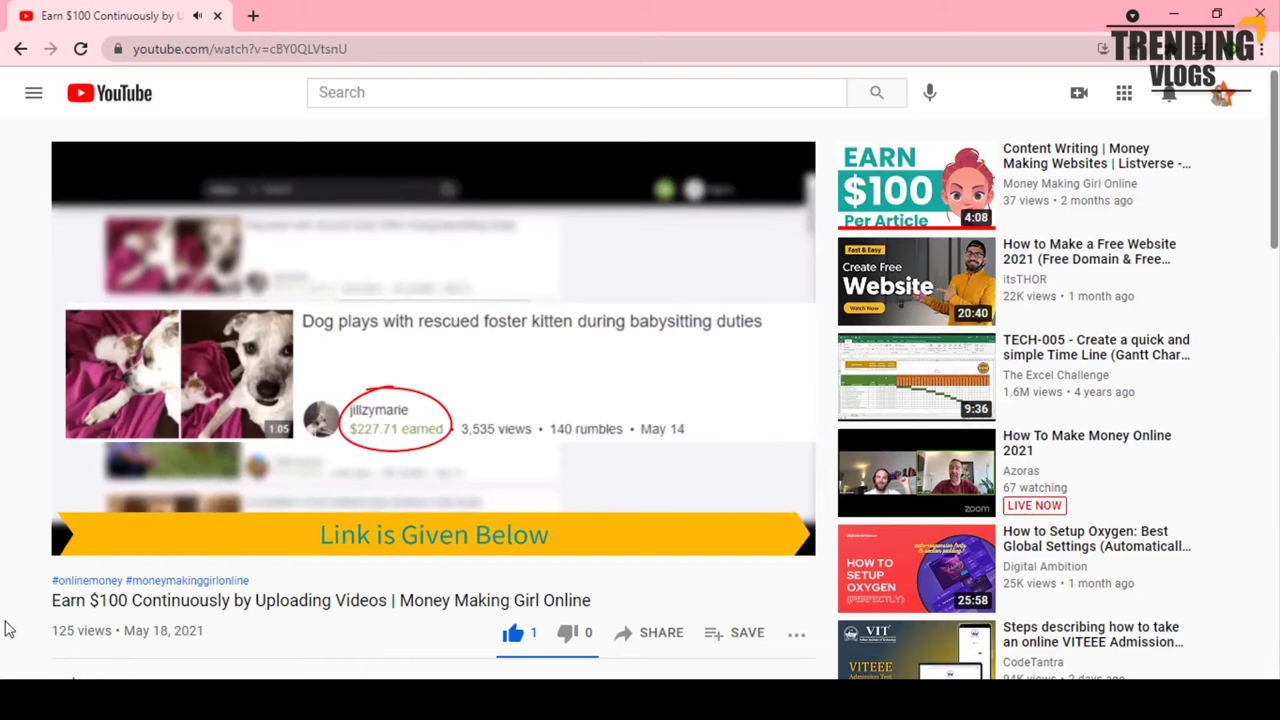 Earn $100 Continuously by U
youtube.com/watch?v=cBY0QLVtsnU
TRENDING
VLOGS
YouTube
Search
Dog plays with rescued foster kitten during babysitting duties
1:05
jillzymarie
$227.71 earned
3,535 views • 140 rumbles • May 14
Link is Given Below
#onlinemoney #moneymakinggirlonline
Earn $100 Continuously by Uploading Videos | Money Making Girl Online
125 views • May 18, 2021
1
0
SHARE
SAVE
EARN
$100
Per Article
4:08
Content Writing | Money
Making Websites | Listverse -...
Money Making Girl Online
37 views • 2 months ago
Fast & Easy
Create Free
Website
Watch Now
20:40
How to Make a Free Website
2021 (Free Domain & Free...
itsTHOR
22K views • 1 month ago
9:36
TECH-005 - Create a quick and
simple Time Line (Gantt Char...
The Excel Challenge
1.6M views • 4 years ago
zoom
How To Make Money Online
2021
Azoras
67 watching
LIVE NOW
HOW TO
SETUP
OXYGEN
(PERFECTLY)
25:58
How to Setup Oxygen: Best
Global Settings (Automaticall...
Digital Ambition
25K views • 1 month ago
VIT
VITEEE
Steps describing how to take
an online VITEEE Admission...
CodeTantra
94K views • 2 days ago